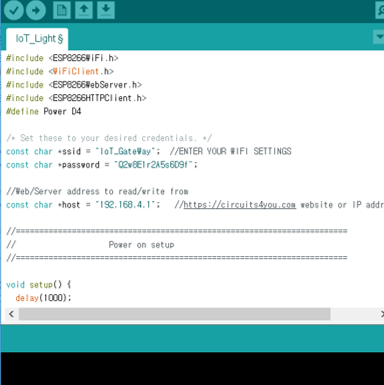 IoT_Light §
#include <ESP8266WiFi.h>
#include <WiFiClient.h>
#include <ESP8266WebServer.h>
#include <ESP8266HTTPClient.h>
#define Power D4
/* Set these to your desired credentials. */
const char *ssid = "IoT_GateWay";  //ENTER YOUR WIFI SETTINGS
const char *password = "Q2w8E1r2A5s6D9f";
//Web/Server address to read/write from
const char *host = "192.168.4.1";   //https://circuits4you.com website or IP addr
//=======================================================================
//                    Power on setup
//=======================================================================
void setup() {
  delay(1000);